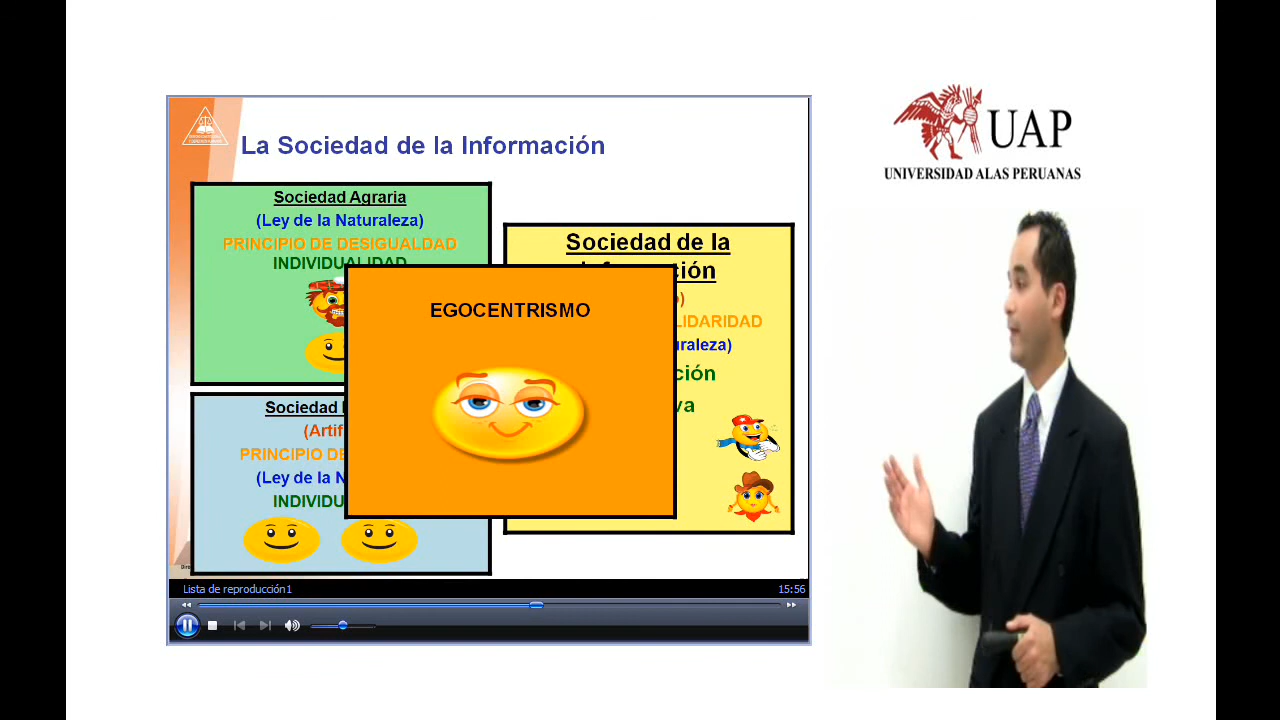 La Sociedad de la Información
Sociedad Agraria
(Ley de la Naturaleza)
PRINCIPIO DE DESIGUALDAD
INDIVIDUALIDAD
Sociedad de la
ción
)
LIDARIDAD
uraleza)
ción
va
EGOCENTRISMO
Sociedad
(Artif
PRINCIPIO DE
(Ley de la N
INDIVIDU
Lista de reproducción1
15:56
UAP
UNIVERSIDAD ALAS PERUANAS